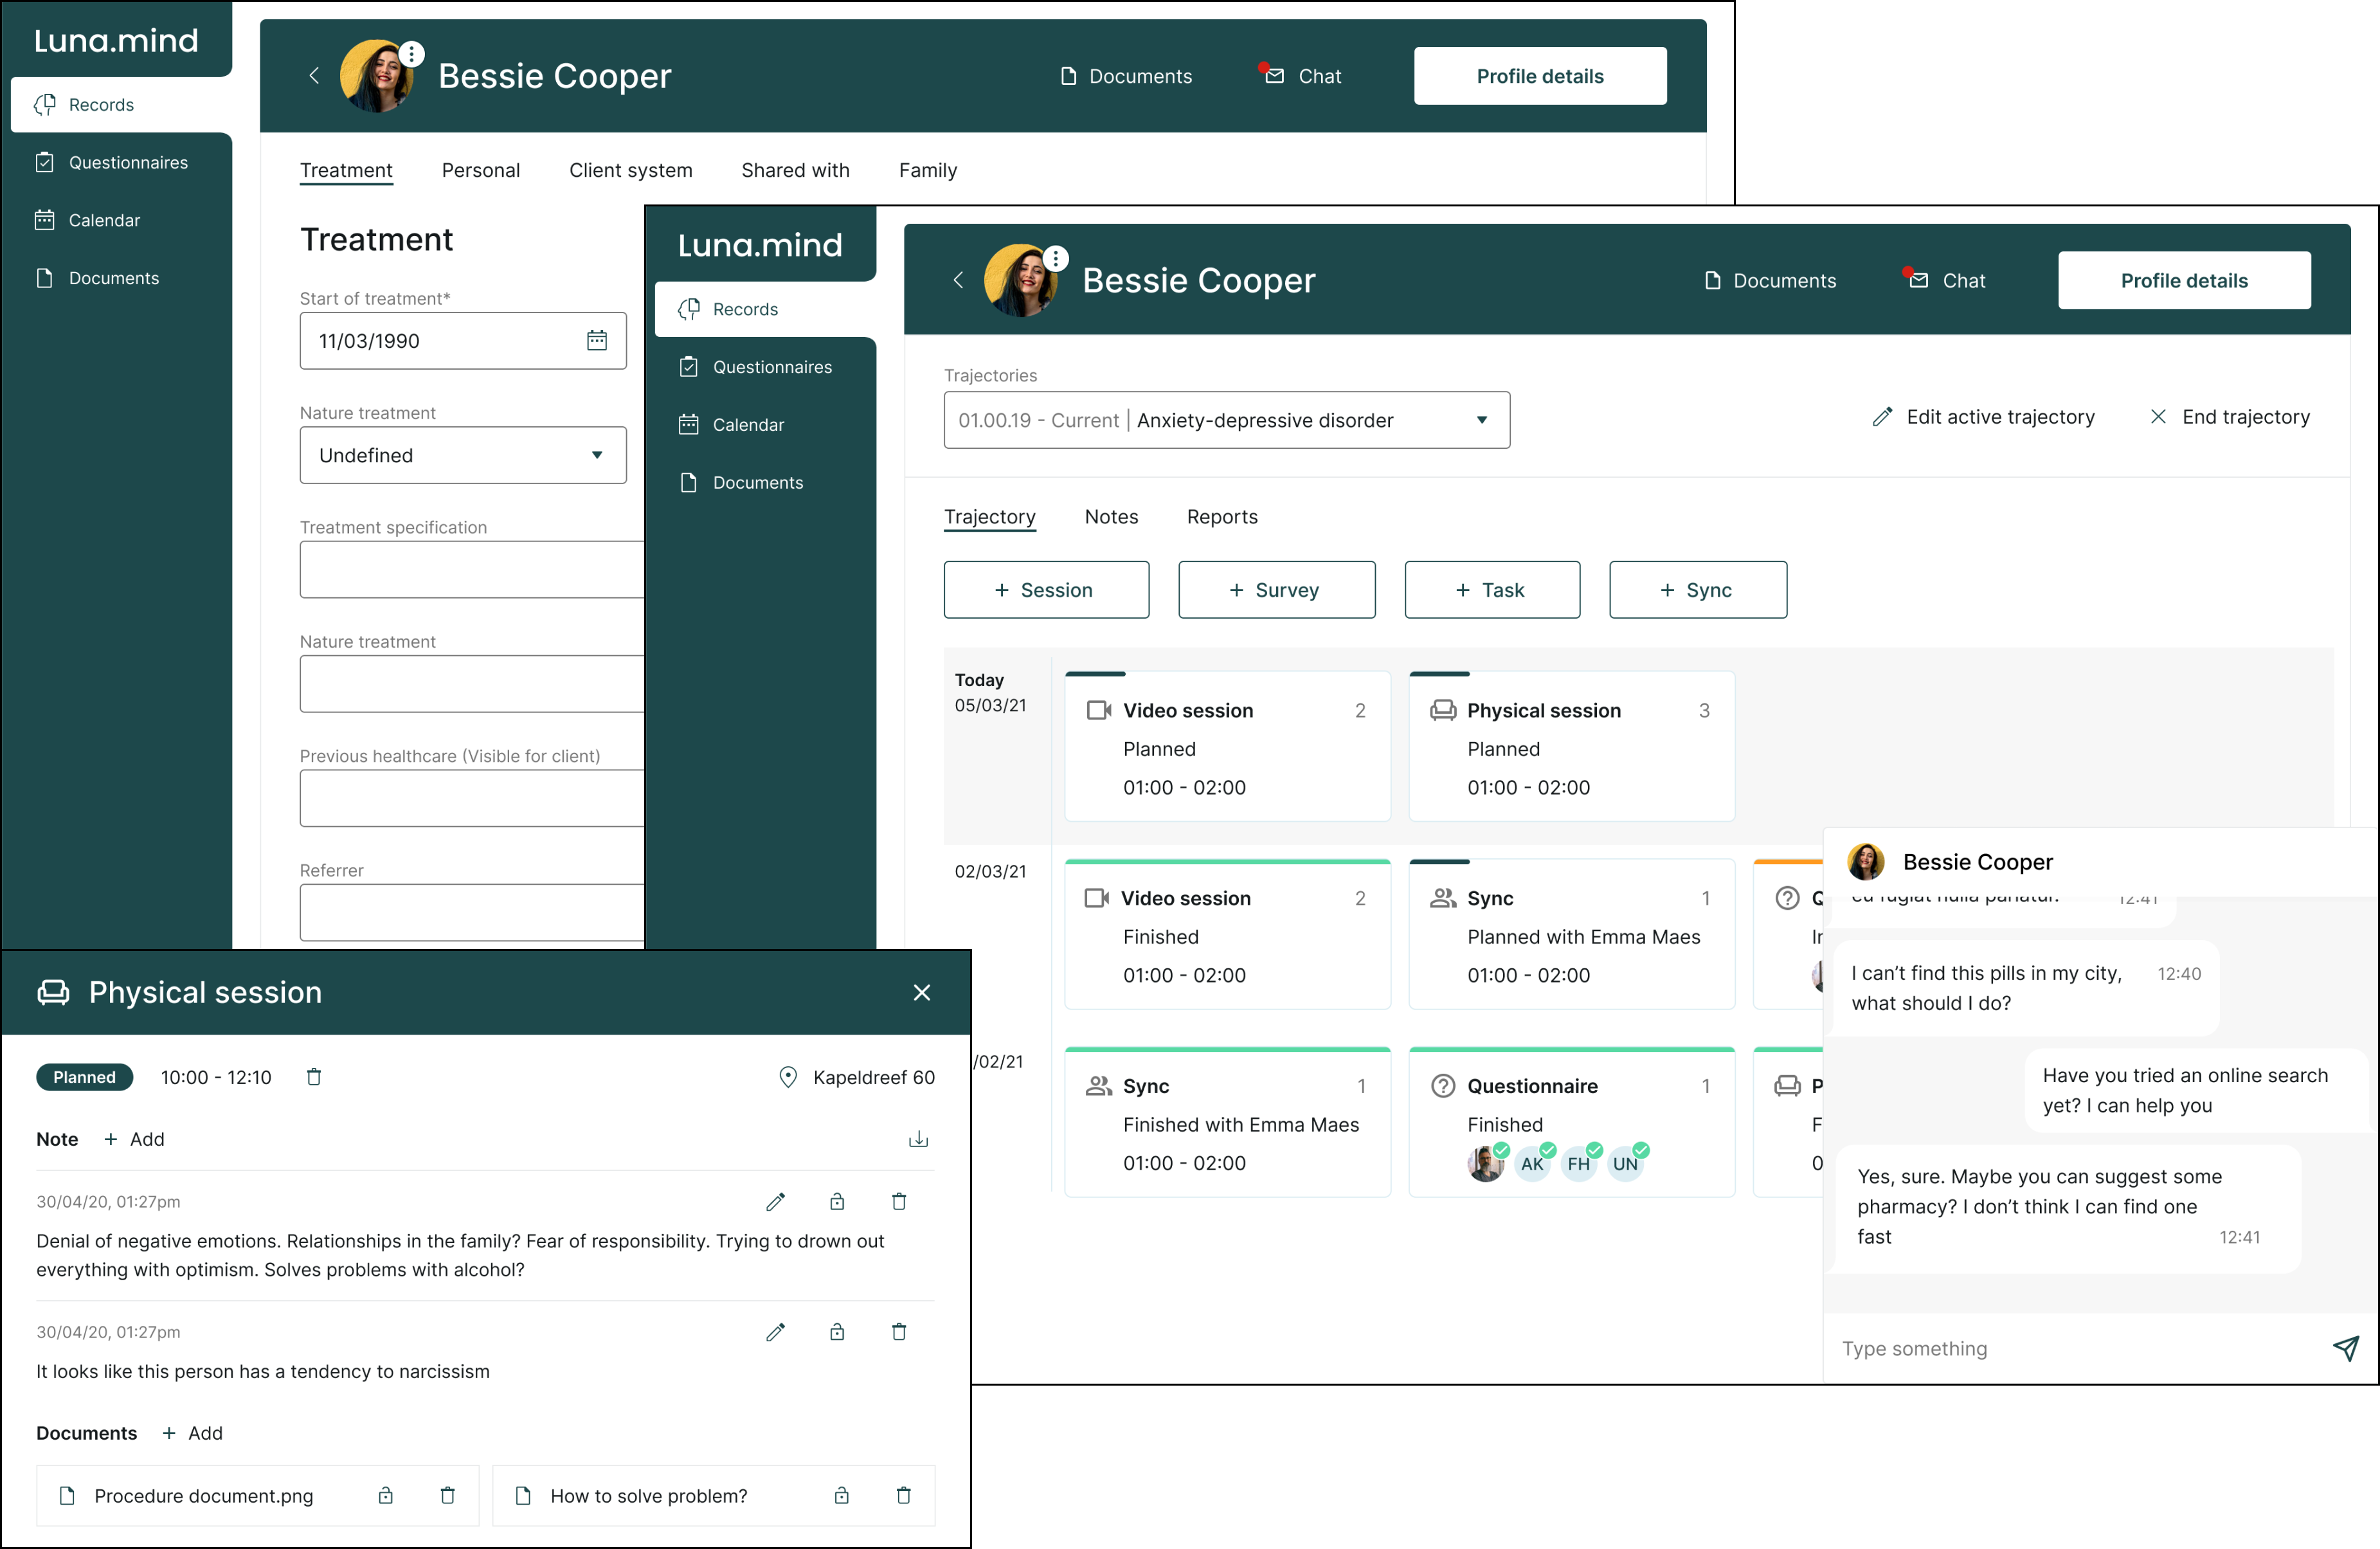 Luna.mind
Records
Questionnaires
Calendar
Documents
Bessie Cooper
Documents
Chat
Profile details
Treatment
Personal
Client system
Shared with
Family
Treatment
Start of treatment*
11/03/1990
Nature treatment
Undefined
Treatment specification
Nature treatment
Previous healthcare (Visible for client)
Referrer
Luna.mind
Records
Questionnaires
Calendar
Documents
Bessie Cooper
Documents
Chat
Profile details
Trajectories
01.00.19 - Current | Anxiety-depressive disorder
Edit active trajectory
End trajectory
Trajectory
Notes
Reports
+ Session
+ Survey
+ Task
+ Sync
Today
05/03/21
Video session 2
Planned
01:00 - 02:00
Physical session 3
Planned
01:00 - 02:00
02/03/21
Video session 2
Finished
01:00 - 02:00
Sync 1
Planned with Emma Maes
01:00 - 02:00
/02/21
Sync 1
Finished with Emma Maes
01:00 - 02:00
Questionnaire 1
Finished
AK FH UN
Bessie Cooper
eu fugiat nulla pariatur. 12:41
I can’t find this pills in my city, 12:40
what should I do?
Have you tried an online search
yet? I can help you
Yes, sure. Maybe you can suggest some
pharmacy? I don’t think I can find one
fast 12:41
Type something
Physical session
Planned
10:00 - 12:10
Kapeldreef 60
Note + Add
30/04/20, 01:27pm
Denial of negative emotions. Relationships in the family? Fear of responsibility. Trying to drown out
everything with optimism. Solves problems with alcohol?
30/04/20, 01:27pm
It looks like this person has a tendency to narcissism
Documents + Add
Procedure document.png
How to solve problem?